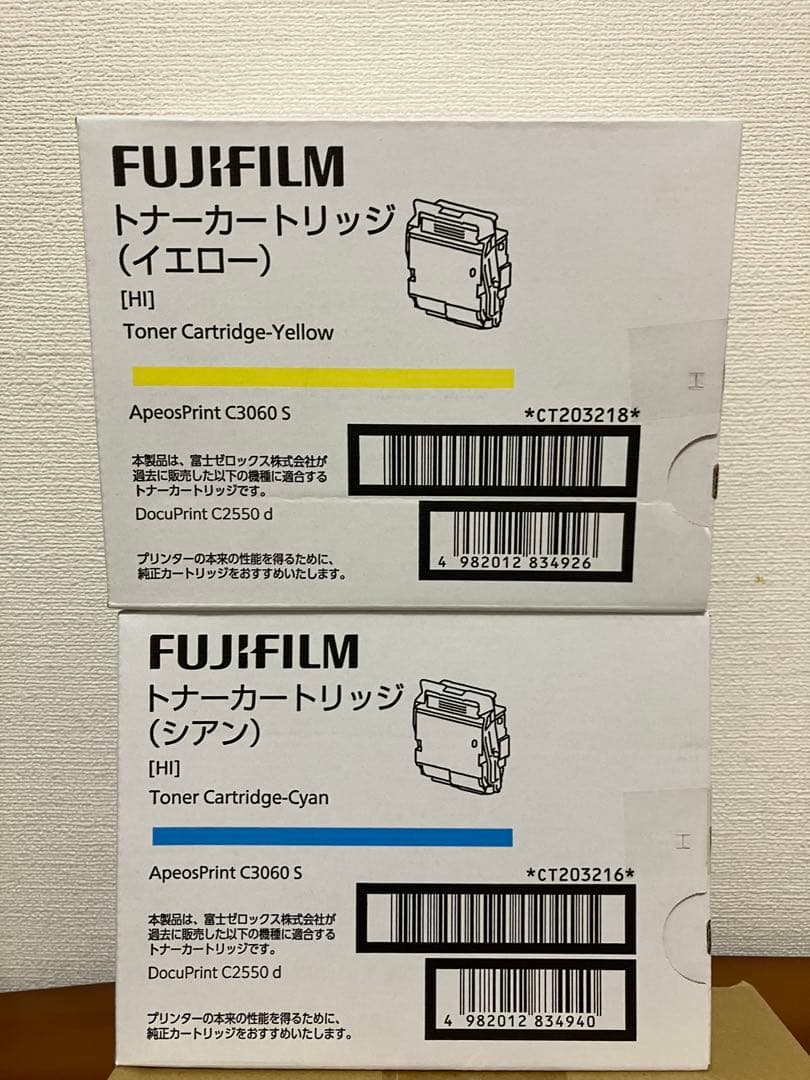 FUJIFILM
トナーカートリッジ
（イエロー）
[HI]
Toner Cartridge-Yellow
ApeosPrint C3060 S
*CT203218*
本製品は、富士ゼロックス株式会社が
過去に販売した以下の機種に適合する
トナーカートリッジです。
DocuPrint C2550 d
4 982012 834926
プリンターの本来の性能を得るために、
純正カートリッジをおすすめいたします。
FUJIFILM
トナーカートリッジ
（シアン）
[HI]
Toner Cartridge-Cyan
ApeosPrint C3060 S
*CT203216*
本製品は、富士ゼロックス株式会社が
過去に販売した以下の機種に適合する
トナーカートリッジです。
DocuPrint C2550 d
4 982012 834940
プリンターの本来の性能を得るために、
純正カートリッジをおすすめいたします。